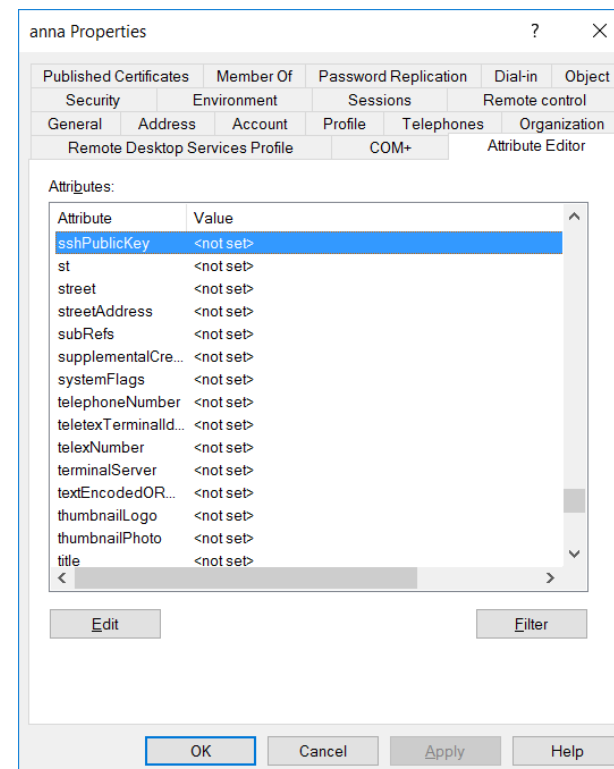 anna Properties ? ×
Published Certificates Member Of Password Replication Dial-in Object
Security Environment Sessions Remote control
General Address Account Profile Telephones Organization
Remote Desktop Services Profile COM+ Attribute Editor
Attributes:
Attribute Value
sshPublicKey <not set>
st <not set>
street <not set>
streetAddress <not set>
subRefs <not set>
supplementalCre... <not set>
systemFlags <not set>
telephoneNumber <not set>
teletexTerminalId... <not set>
telexNumber <not set>
terminalServer <not set>
textEncodedOR... <not set>
thumbnailLogo <not set>
thumbnailPhoto <not set>
title <not set>
Edit Filter
OK Cancel Apply Help